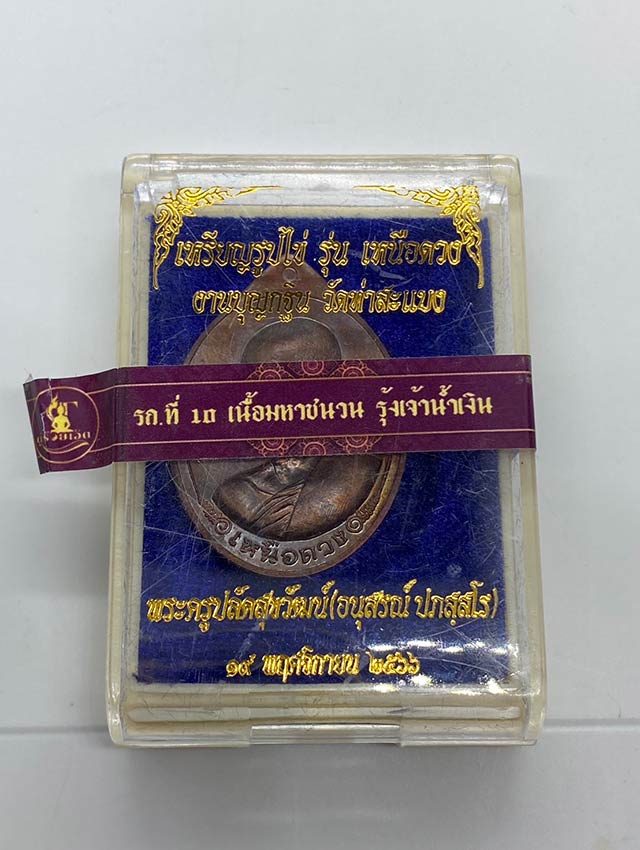 เหรียญรูปไข่ รุ่น เหนือดวง
งานบุญกฐิน วัดท่าสะแบง
รก.ที่ 10 เนื้อมหาชนวน รุ้งเจ้าน้ำเงิน
เหนือดวง
พระครูปลัดสุขวัฒน์(อนุสรณ์ ปภสฺสโร)
๑๙ พฤศจิกายน ๒๕๖๖